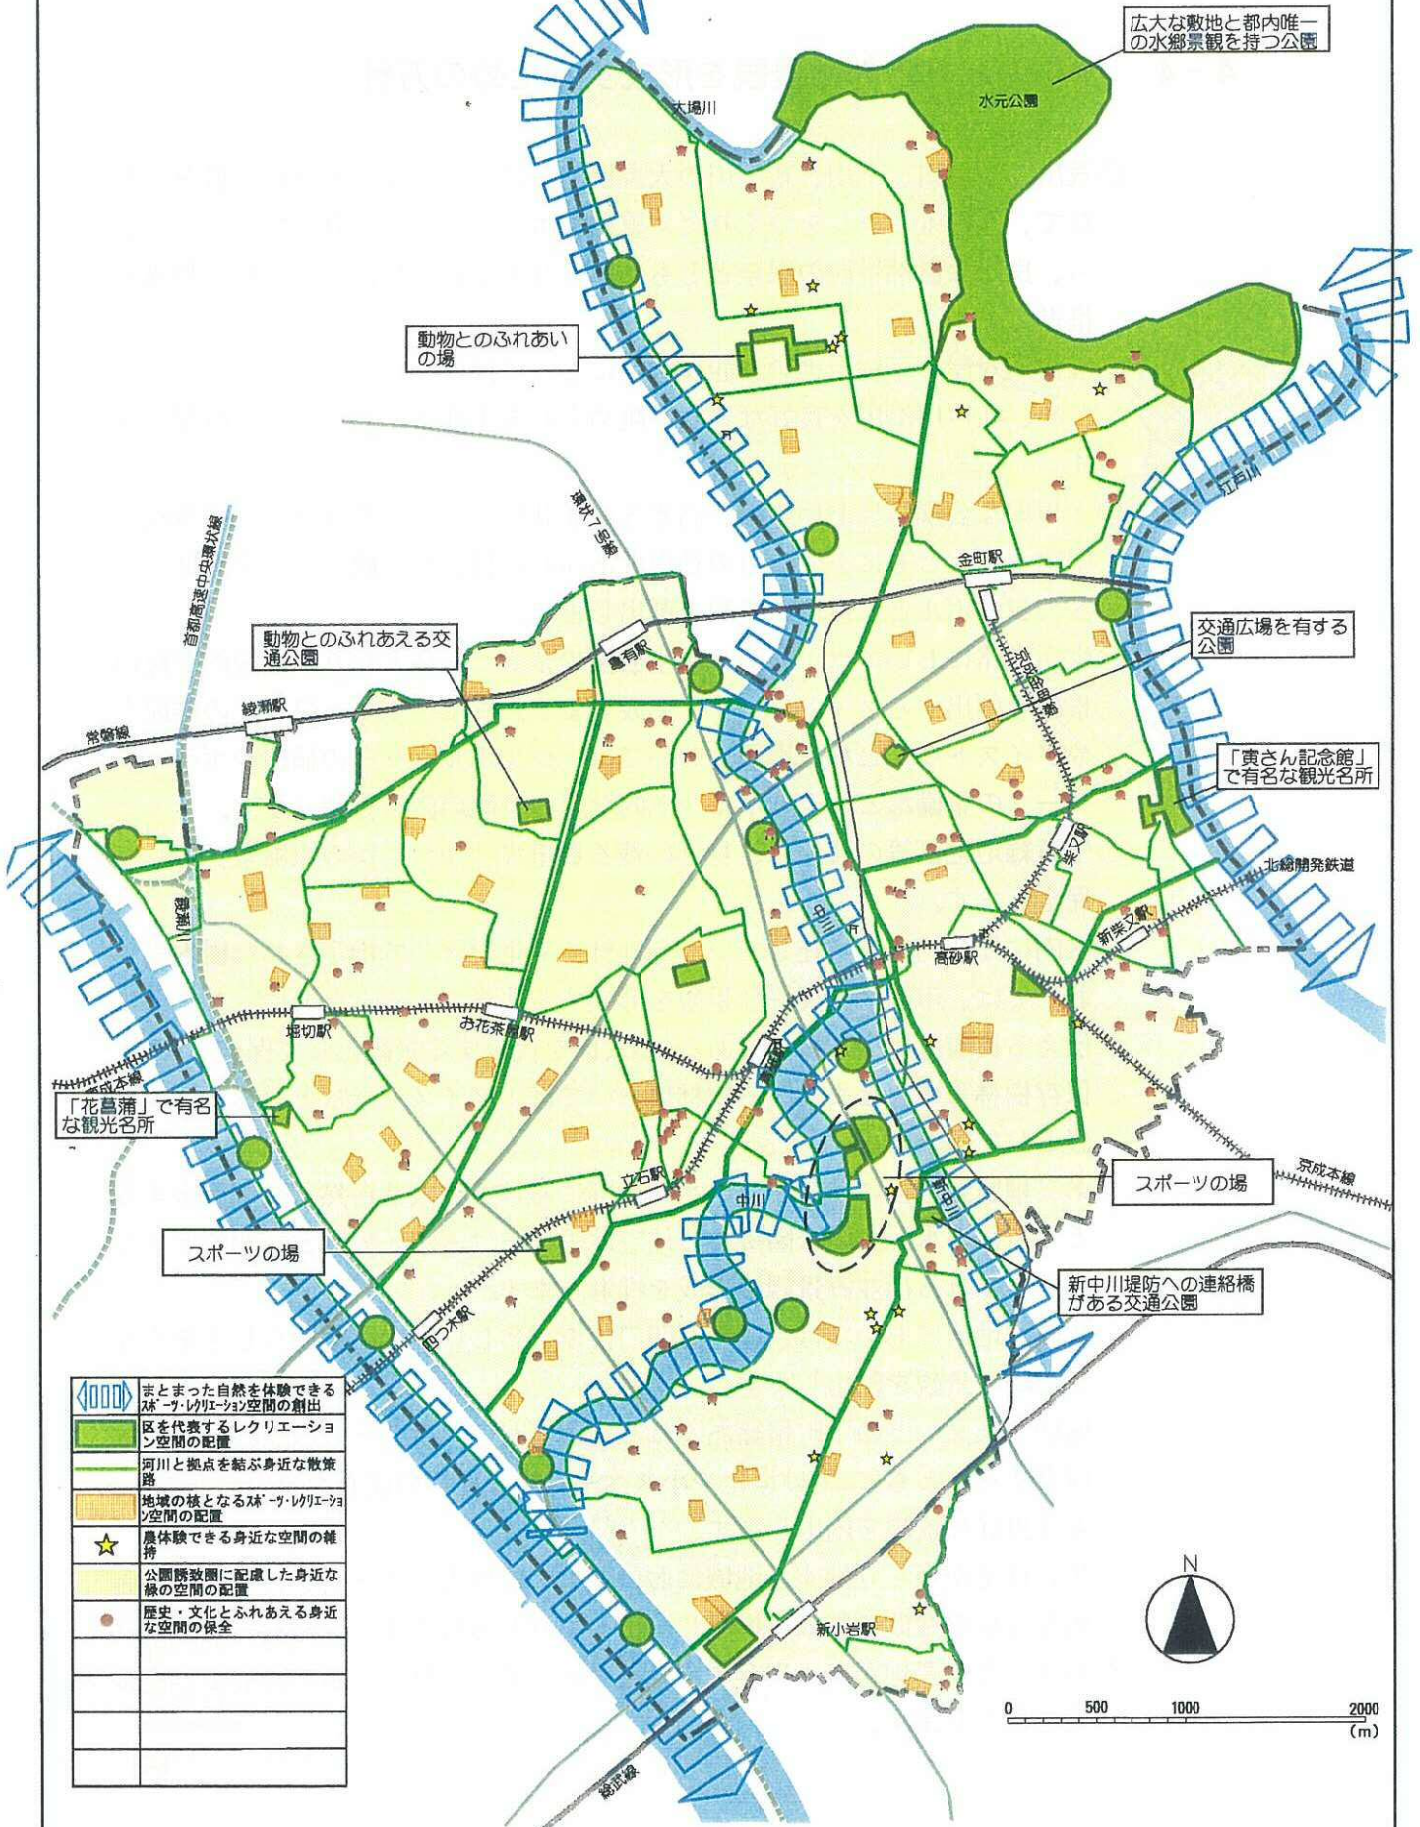 広大な敷地と都内唯一
の水郷景観を持つ公園
水元公園
大場川
動物とのふれあい
の場
江戸川
環状7号線
首都高速中央環状線
金町駅
動物とのふれあえる交
通公園
亀有駅
交通広場を有する
公園
京成金町線
綾瀬駅
常磐線
「寅さん記念館」
で有名な観光名所
柴又駅
北総開発鉄道
綾瀬川
中川
新柴又駅
高砂駅
堀切駅
お花茶屋駅
京成本線
「花菖蒲」で有名
な観光名所
立石駅
中川
新中川
スポーツの場
京成本線
スポーツの場
新中川堤防への連絡橋
がある交通公園
四つ木駅
まとまった自然を体験できる
スポーツ・レクリエーション空間の創出
区を代表するレクリエーショ
ン空間の配置
河川と拠点を結ぶ身近な散策
路
地域の核となるスポーツ・レクリエーショ
ン空間の配置
農体験できる身近な空間の維
持
公園誘致圏に配慮した身近な
緑の空間の配置
歴史・文化とふれあえる身近
な空間の保全
新小岩駅
総武線
N
0 500 1000 2000
(m)